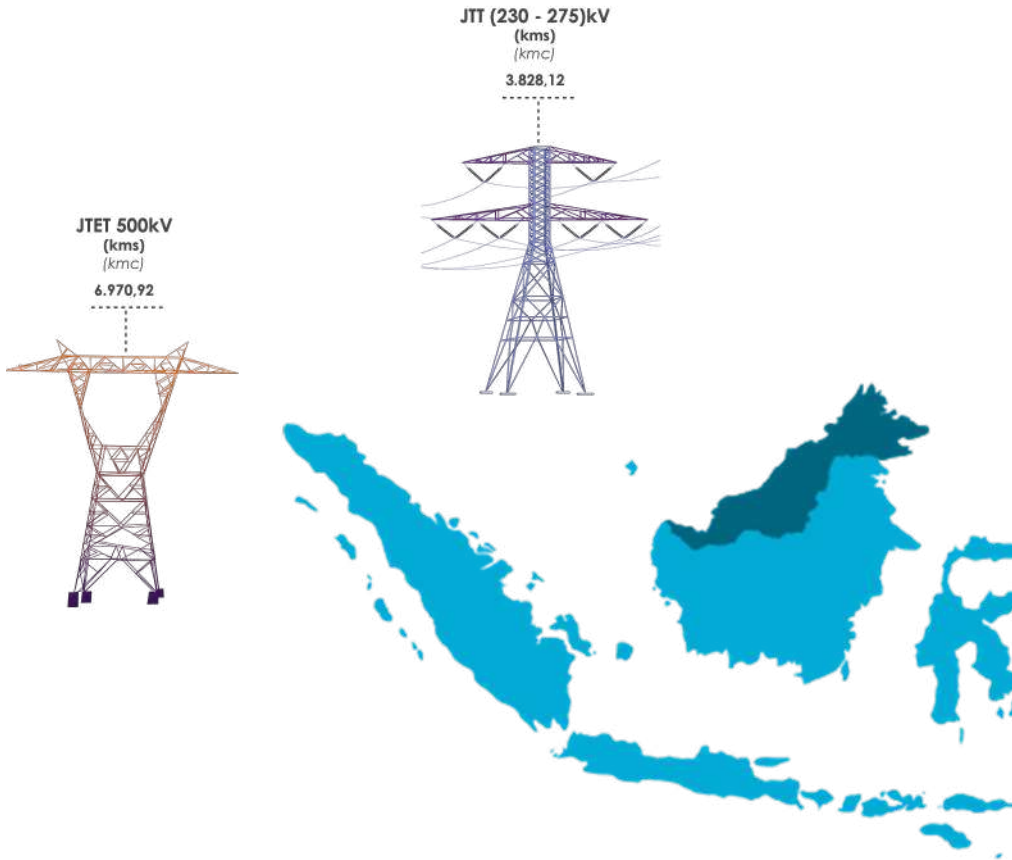 JTT (230 - 275)kV
(kms)
(kmc)
3.828,12
JTET 500kV
(kms)
(kmc)
6.970,92